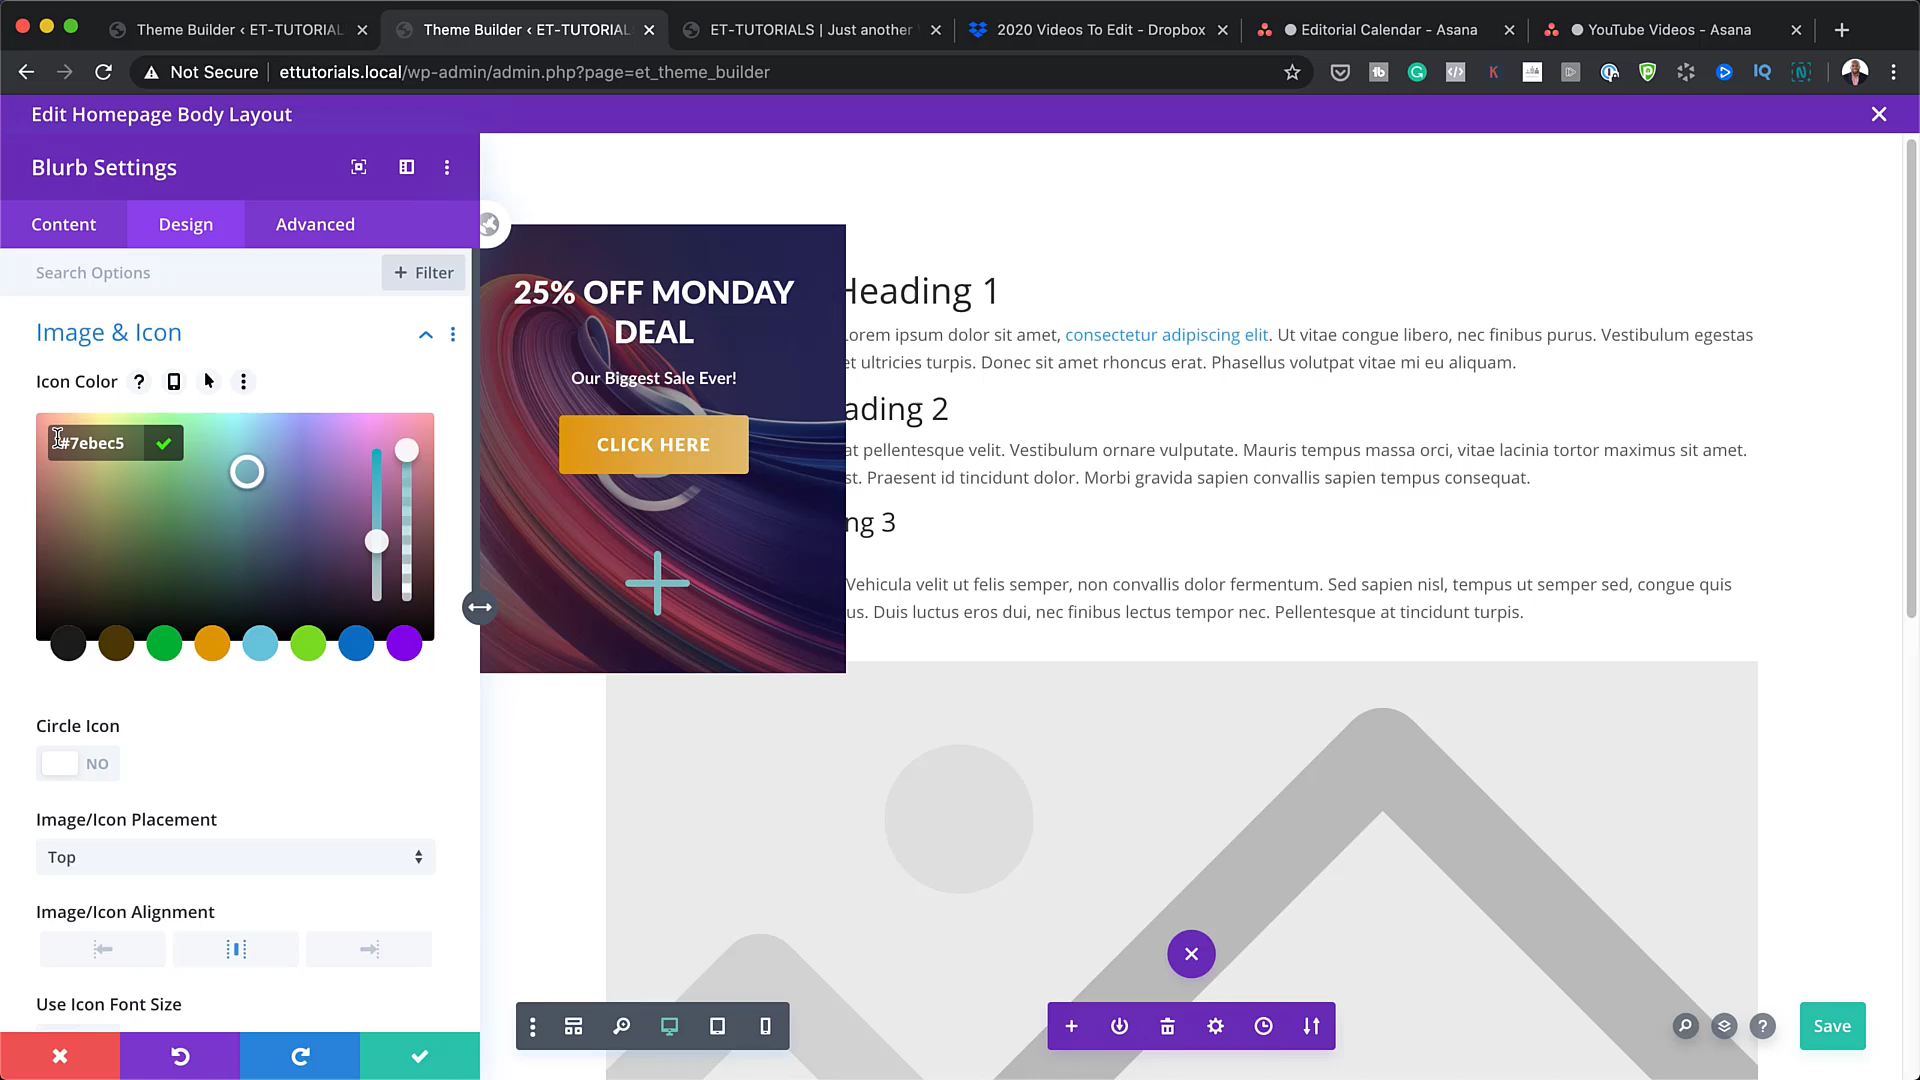 Theme Builder ‹ ET-TUTORIAL
Theme Builder ‹ ET-TUTORIALS
ET-TUTORIALS | Just another
2020 Videos To Edit - Dropbox
Editorial Calendar - Asana
YouTube Videos - Asana
Not Secure
ettutorials.local/wp-admin/admin.php?page=et_theme_builder
Edit Homepage Body Layout
Blurb Settings
Content
Design
Advanced
Search Options
+ Filter
Image & Icon
Icon Color
#7ebec5
Circle Icon
NO
Image/Icon Placement
Top
Image/Icon Alignment
Use Icon Font Size
25% OFF MONDAY
DEAL
Our Biggest Sale Ever!
CLICK HERE
Heading 1
Lorem ipsum dolor sit amet, consectetur adipiscing elit. Ut vitae congue libero, nec finibus purus. Vestibulum egestas
et ultricies turpis. Donec sit amet rhoncus erat. Phasellus volutpat vitae mi eu aliquam.
ading 2
at pellentesque velit. Vestibulum ornare vulputate. Mauris tempus massa orci, vitae lacinia tortor maximus sit amet.
st. Praesent id tincidunt dolor. Morbi gravida sapien convallis sapien tempus consequat.
ng 3
Vehicula velit ut felis semper, non convallis dolor fermentum. Sed sapien nisl, tempus ut semper sed, congue quis
us. Duis luctus eros dui, nec finibus lectus tempor nec. Pellentesque at tincidunt turpis.
Save